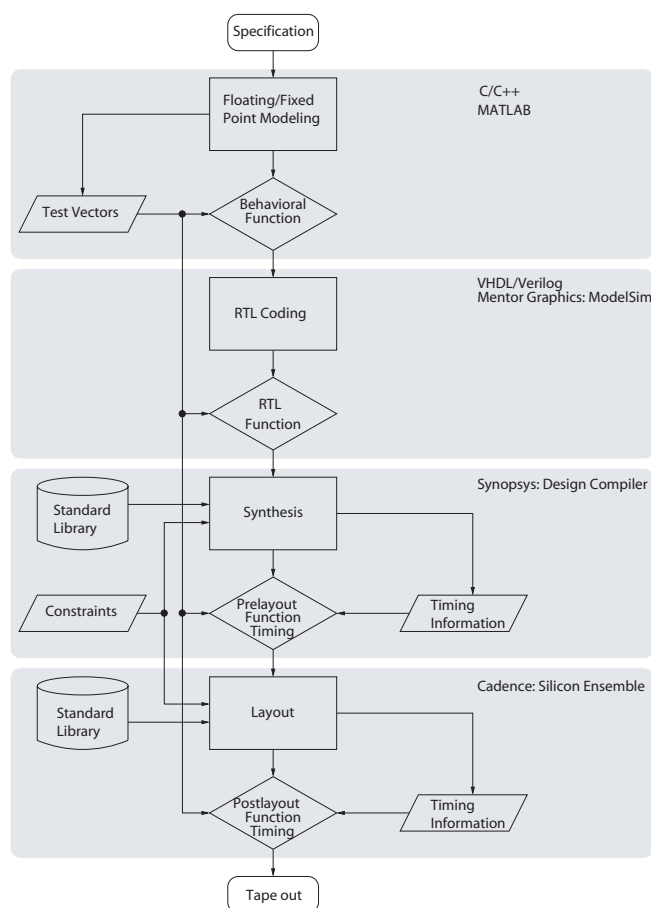 Specification
Floating/Fixed
Point Modeling
C/C++
MATLAB
Test Vectors
Behavioral
Function
VHDL/Verilog
Mentor Graphics: ModelSim
RTL Coding
RTL
Function
Synopsys: Design Compiler
Standard
Library
Synthesis
Constraints
Prelayout
Function
Timing
Timing
Information
Cadence: Silicon Ensemble
Standard
Library
Layout
Postlayout
Function
Timing
Timing
Information
Tape out